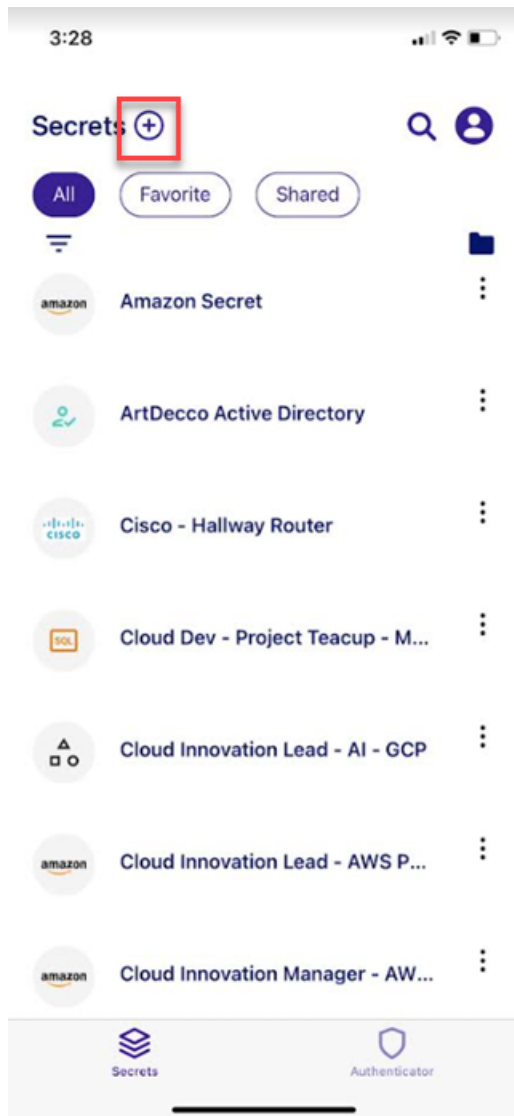 3:28
Secrets
All
Favorite
Shared
amazon
Amazon Secret
ArtDecco Active Directory
CISCO
Cisco - Hallway Router
SQL
Cloud Dev - Project Teacup - M...
Cloud Innovation Lead - AI - GCP
amazon
Cloud Innovation Lead - AWS P...
amazon
Cloud Innovation Manager - AW...
Secrets
Authenticator